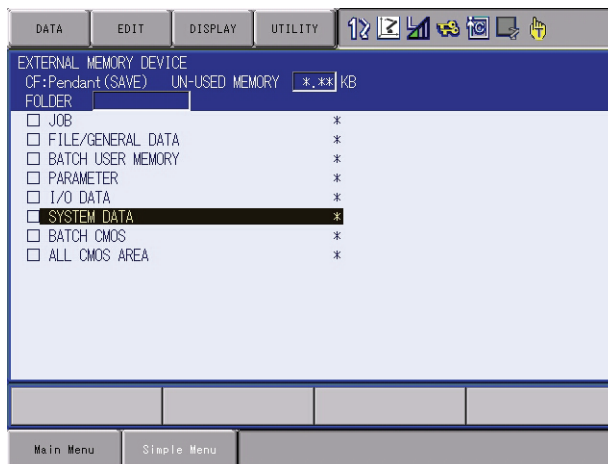 DATA EDIT DISPLAY UTILITY
EXTERNAL MEMORY DEVICE
CF:Pendant(SAVE) UN-USED MEMORY *.** KB
FOLDER
JOB *
FILE/GENERAL DATA *
BATCH USER MEMORY *
PARAMETER *
I/O DATA *
SYSTEM DATA *
BATCH CMOS *
ALL CMOS AREA *
Main Menu Simple Menu